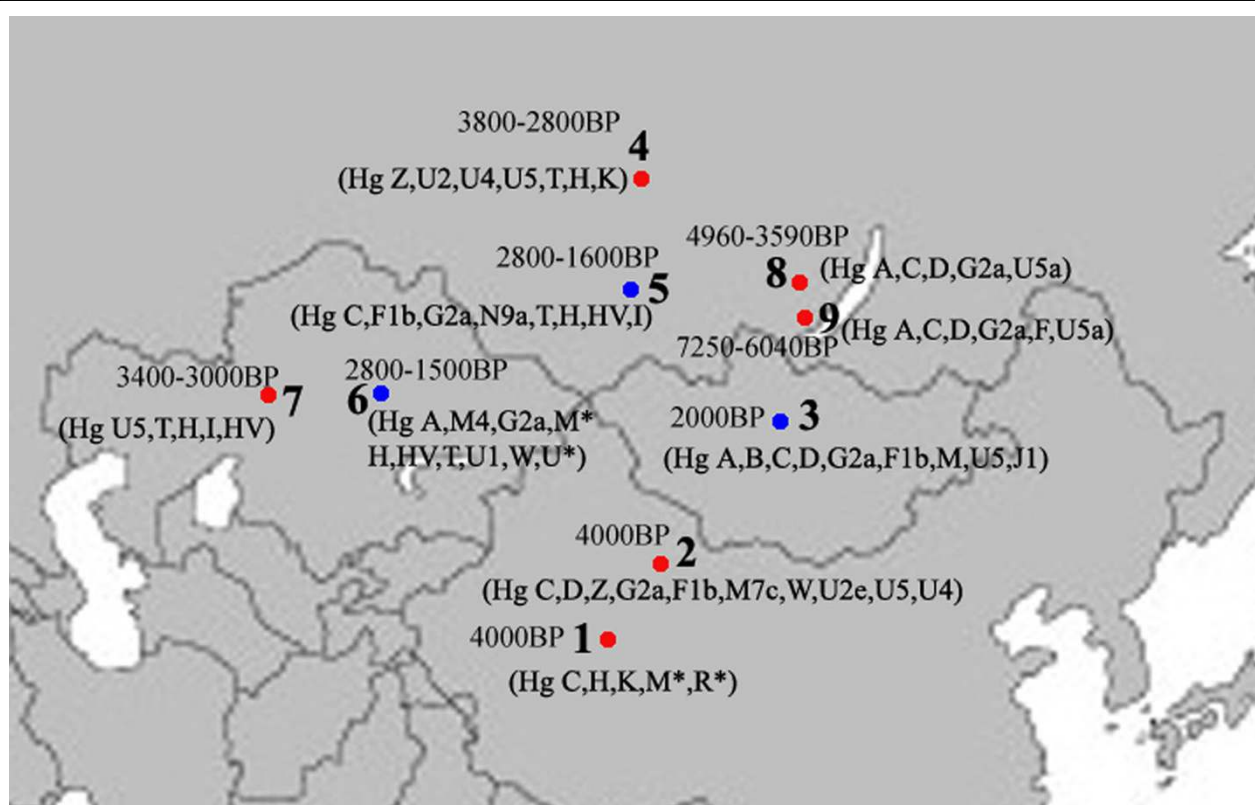 3800-2800BP
4
(Hg Z,U2,U4,U5,T,H,K)
4960-3590BP
8 (Hg A,C,D,G2a,U5a)
2800-1600BP
5
(Hg C,F1b,G2a,N9a,T,H,HV,I)
9 (Hg A,C,D,G2a,F,U5a)
7250-6040BP
3400-3000BP 7
(Hg U5,T,H,I,HV)
2800-1500BP
6 (Hg A,M4,G2a,M*
H,HV,T,U1,W,U*)
2000BP 3
(Hg A,B,C,D,G2a,F1b,M,U5,J1)
4000BP 2
(Hg C,D,Z,G2a,F1b,M7c,W,U2e,U5,U4)
4000BP 1
(Hg C,H,K,M*,R*)